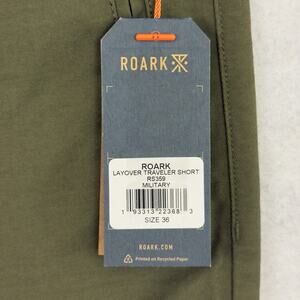 ROARK
ROARK
LAYOVER TRAVELER SHORT
RS359
MILITARY
1 93313 22368 3
SIZE 36
ROARK.COM
Printed on Recycled Paper